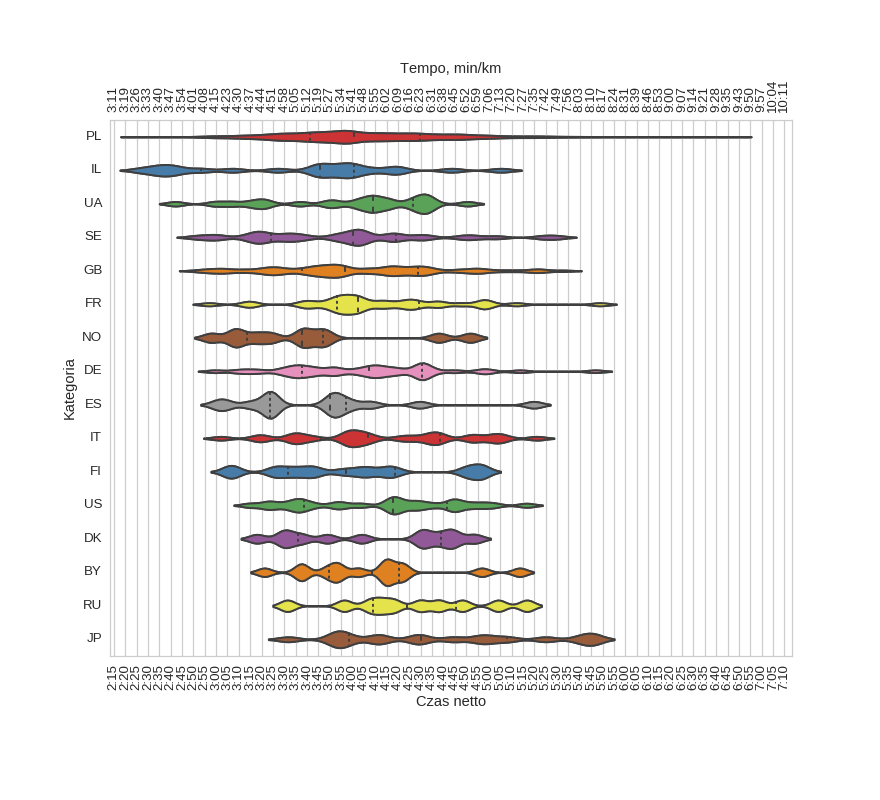 Tempo, min/km
3:11 3:19 3:26 3:33 3:40 3:47 3:54 4:01 4:08 4:15 4:23 4:30 4:37 4:44 4:51 4:58 5:05 5:12 5:19 5:27 5:34 5:41 5:48 5:55 6:02 6:09 6:16 6:23 6:31 6:38 6:45 6:52 6:59 7:06 7:13 7:20 7:27 7:35 7:42 7:49 7:56 8:03 8:10 8:17 8:24 8:31 8:39 8:46 8:53 9:00 9:07 9:14 9:21 9:28 9:35 9:43 9:50 9:57 10:04 10:11
PL
IL
UA
SE
GB
FR
NO
DE
ES
IT
FI
US
DK
BY
RU
JP
Kategoria
2:15 2:20 2:25 2:30 2:35 2:40 2:45 2:50 2:55 3:00 3:05 3:10 3:15 3:20 3:25 3:30 3:35 3:40 3:45 3:50 3:55 4:00 4:05 4:10 4:15 4:20 4:25 4:30 4:35 4:40 4:45 4:50 4:55 5:00 5:05 5:10 5:15 5:20 5:25 5:30 5:35 5:40 5:45 5:50 5:55 6:00 6:05 6:10 6:15 6:20 6:25 6:30 6:35 6:40 6:45 6:50 6:55 7:00 7:05 7:10
Czas netto